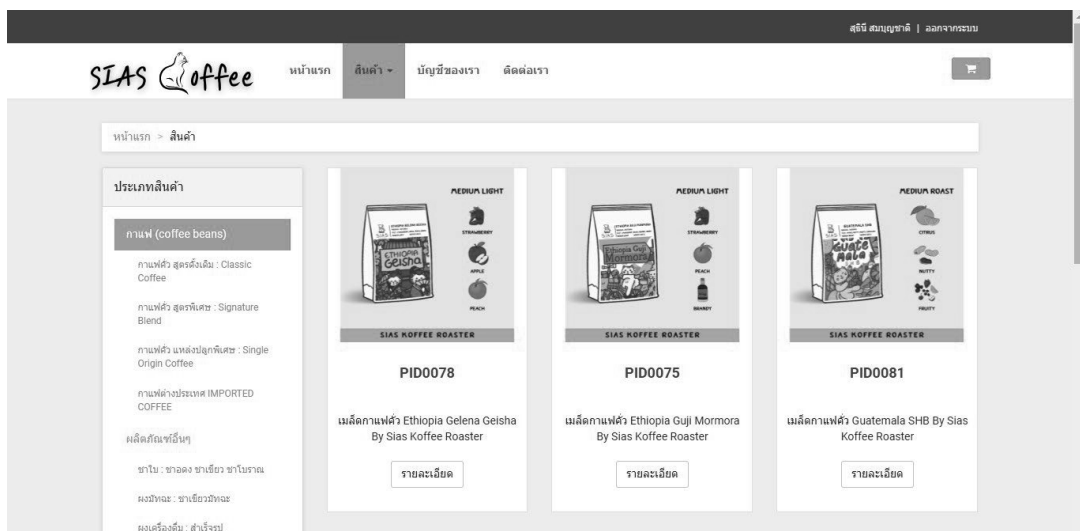 สุธินี สมบุญชาติ | ออกจากระบบ
SIAS Coffee
หน้าแรก สินค้า บัญชีของเรา ติดต่อเรา
หน้าแรก > สินค้า
ประเภทสินค้า
กาแฟ (coffee beans)
กาแฟคั่ว สูตรดั้งเดิม : Classic
Coffee
กาแฟคั่ว สูตรพิเศษ : Signature
Blend
กาแฟคั่ว แหล่งปลูกพิเศษ : Single
Origin Coffee
กาแฟต่างประเทศ IMPORTED
COFFEE
ผลิตภัณฑ์อื่นๆ
ชาใบ : ชาอดง ชาเขียว ชาโบราณ
ผงมัทฉะ : ชาเขียวมัทฉะ
ผงเครื่องดื่ม : สำเร็จรูป
MEDIUM LIGHT
STRAWBERRY
ETHIOPIA
Geisha
APPLE
PEACH
SIAS KOFFEE ROASTER
PID0078
เมล็ดกาแฟคั่ว Ethiopia Gelena Geisha
By Sias Koffee Roaster
รายละเอียด
MEDIUM LIGHT
STRAWBERRY
Ethiopia Guji
Mormora
PEACH
BRANDY
SIAS KOFFEE ROASTER
PID0075
เมล็ดกาแฟคั่ว Ethiopia Guji Mormora
By Sias Koffee Roaster
รายละเอียด
MEDIUM ROAST
CITRUS
GUATE
MALA
NUTTY
FRUITY
SIAS KOFFEE ROASTER
PID0081
เมล็ดกาแฟคั่ว Guatemala SHB By Sias
Koffee Roaster
รายละเอียด